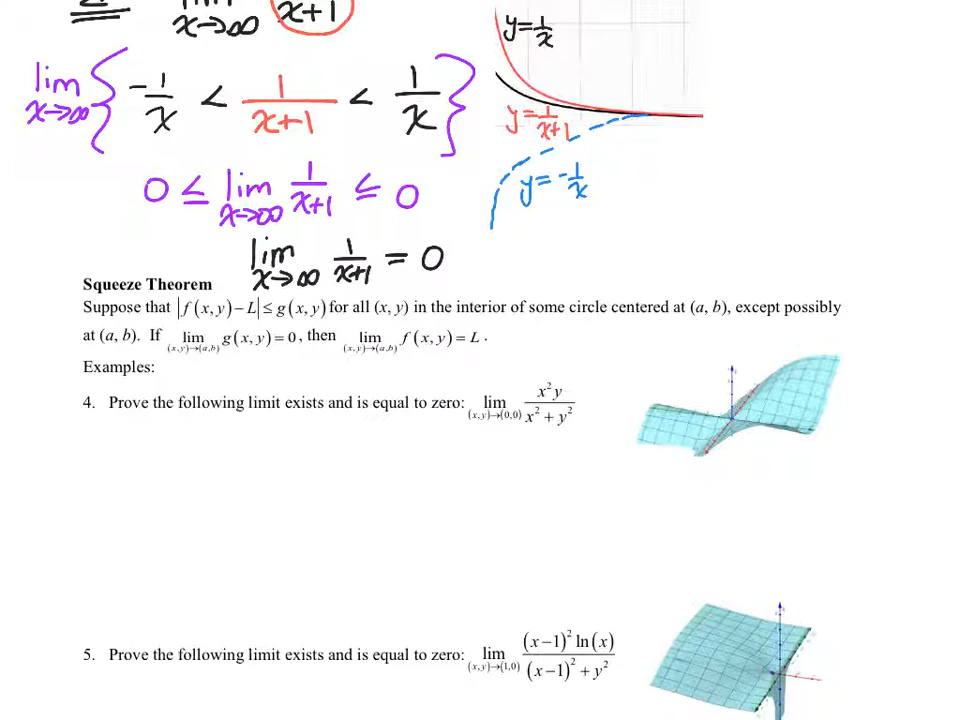 lim x→∞ x+1
y=1/x
lim x→∞ { -1/x < 1/(x+1) < 1/x }
y=1/(x+1)
0 ≤ lim x→∞ 1/(x+1) ≤ 0
y=-1/x
lim x→∞ 1/(x+1) = 0
Squeeze Theorem
Suppose that |f(x,y)−L| ≤ g(x,y) for all (x, y) in the interior of some circle centered at (a, b), except possibly
at (a, b). If lim (x,y)→(a,b) g(x,y) = 0, then lim (x,y)→(a,b) f(x,y) = L.
Examples:
4. Prove the following limit exists and is equal to zero: lim (x,y)→(0,0) x²y/(x²+y²)
5. Prove the following limit exists and is equal to zero: lim (x,y)→(1,0) (x−1)² ln(x)/((x−1)²+y²)